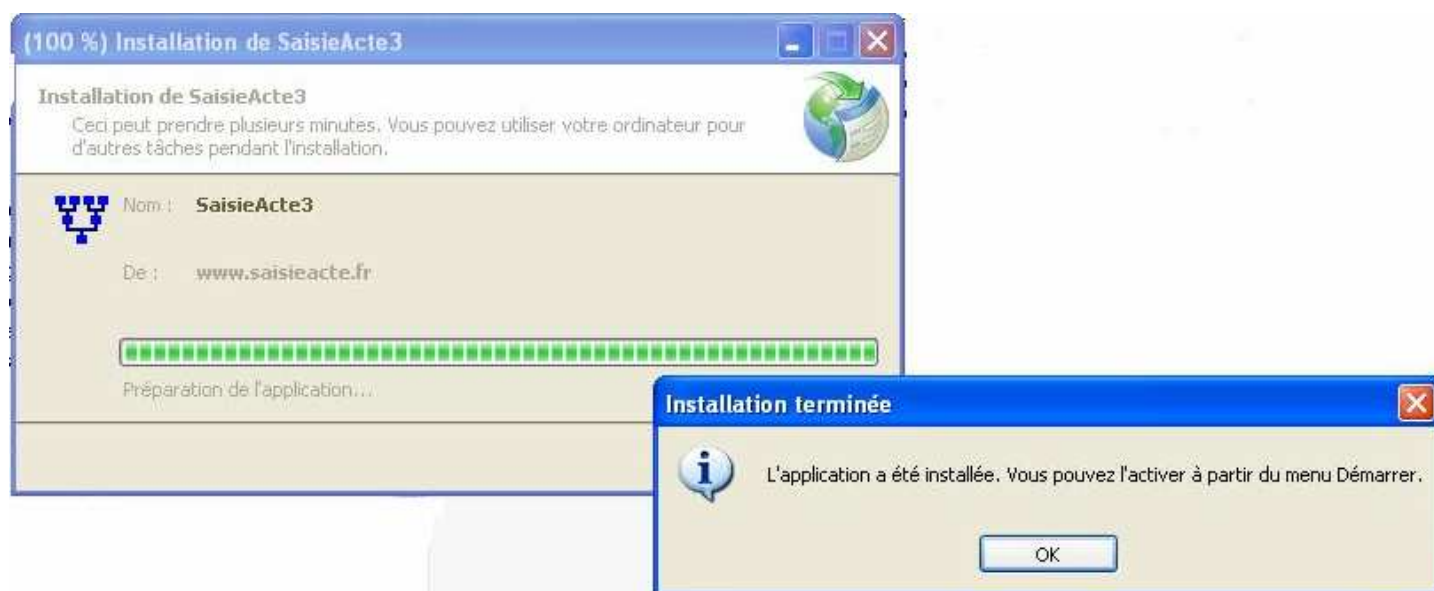 (100 %) Installation de SaisieActe3
Installation de SaisieActe3
Ceci peut prendre plusieurs minutes. Vous pouvez utiliser votre ordinateur pour
d'autres tâches pendant l'installation.
Nom : SaisieActe3
De : www.saisieacte.fr
Préparation de l'application...
Installation terminée
L'application a été installée. Vous pouvez l'activer à partir du menu Démarrer.
OK